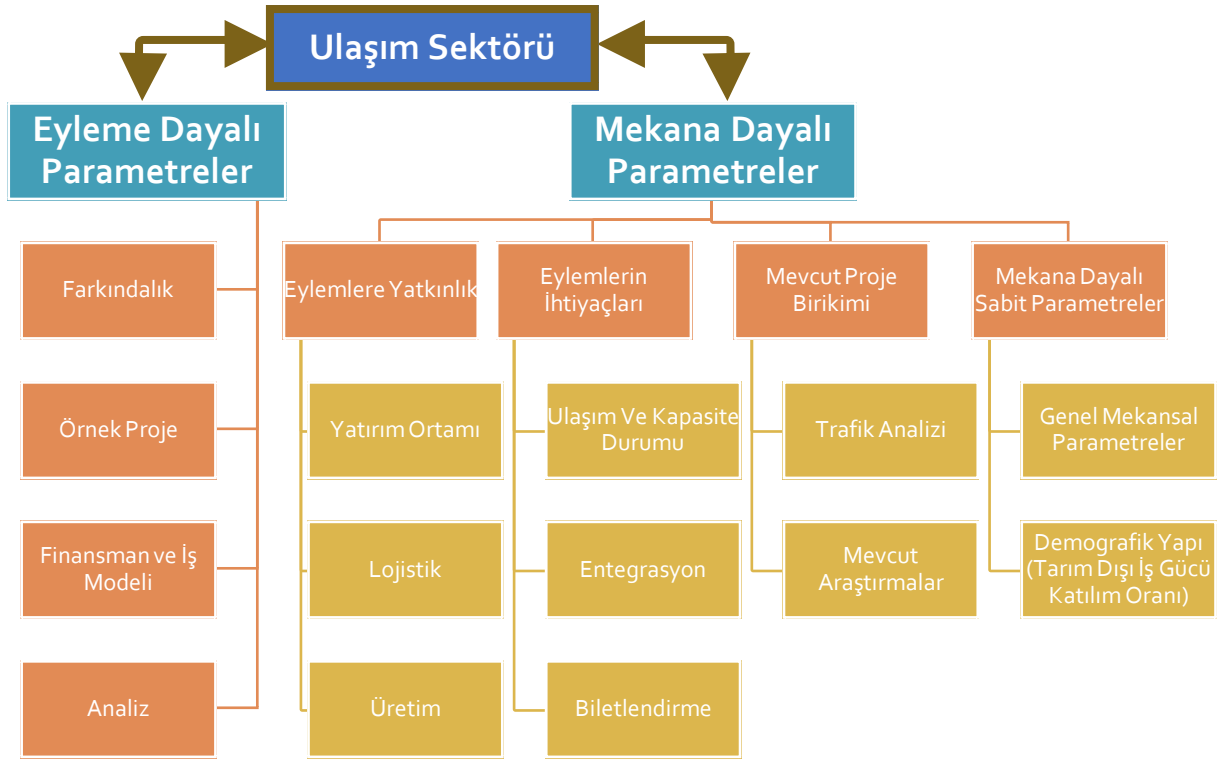 Ulaşım Sektörü
Eyleme Dayalı
Parametreler
Mekana Dayalı
Parametreler
Farkındalık
Eylemlere Yatkınlık
Eylemlerin
İhtiyaçları
Mevcut Proje
Birikimi
Mekana Dayalı
Sabit Parametreler
Örnek Proje
Yatırım Ortamı
Ulaşım Ve Kapasite
Durumu
Trafik Analizi
Genel Mekansal
Parametreler
Finansman ve İş
Modeli
Lojistik
Entegrasyon
Mevcut
Araştırmalar
Demografik Yapı
(Tarım Dışı İş Gücü
Katılım Oranı)
Analiz
Üretim
Biletlendirme